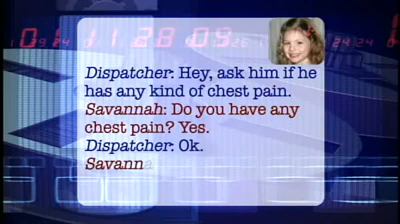 Dispatcher: Hey, ask him if he
has any kind of chest pain.
Savannah: Do you have any
chest pain? Yes.
Dispatcher: Ok.
Savanna